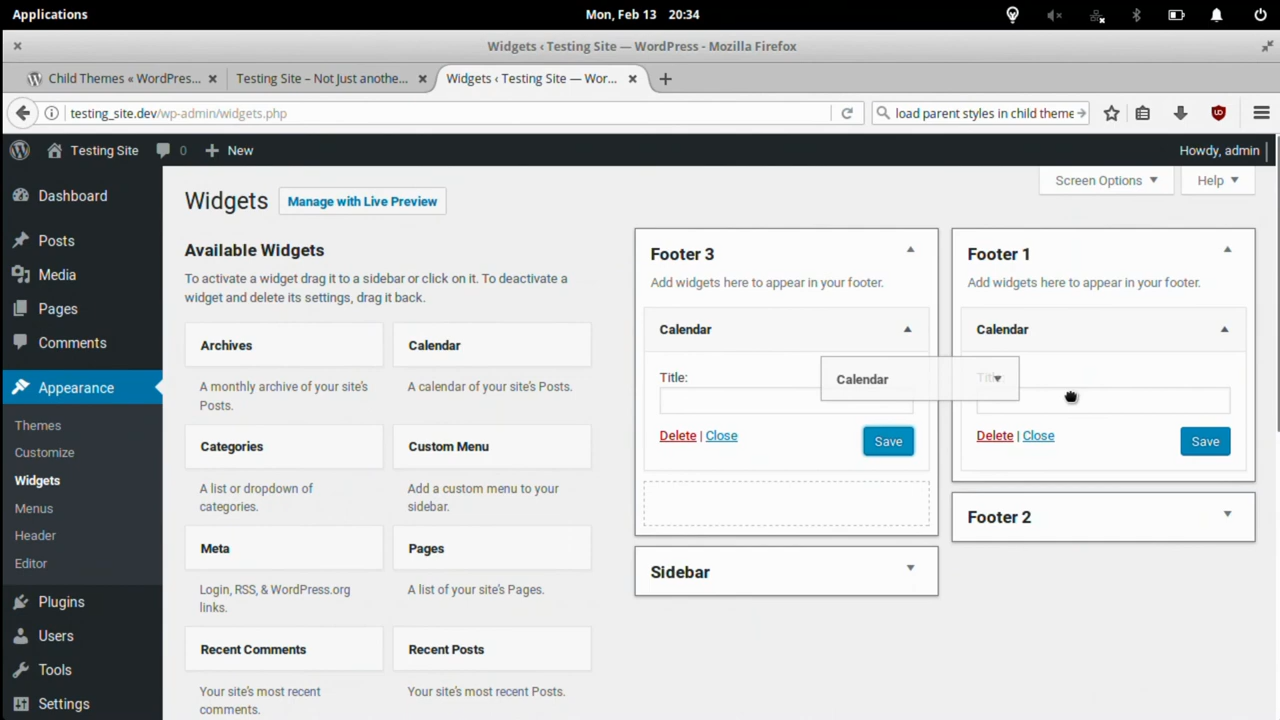 Applications
Mon, Feb 13 20:34
Widgets ‹ Testing Site — WordPress - Mozilla Firefox
Child Themes « WordPres...
Testing Site – Not Just anothe...
Widgets ‹ Testing Site — Wor...
testing_site.dev/wp-admin/widgets.php
load parent styles in child theme
Testing Site
0
New
Howdy, admin
Dashboard
Posts
Media
Pages
Comments
Appearance
Themes
Customize
Widgets
Menus
Header
Editor
Plugins
Users
Tools
Settings
Screen Options
Help
Widgets
Manage with Live Preview
Available Widgets
To activate a widget drag it to a sidebar or click on it. To deactivate a
widget and delete its settings, drag it back.
Archives
A monthly archive of your site's
Posts.
Calendar
A calendar of your site's Posts.
Categories
A list or dropdown of
categories.
Custom Menu
Add a custom menu to your
sidebar.
Meta
Login, RSS, & WordPress.org
links.
Pages
A list of your site's Pages.
Recent Comments
Your site's most recent
comments.
Recent Posts
Your site's most recent Posts.
Footer 3
Add widgets here to appear in your footer.
Calendar
Title:
Delete | Close
Save
Calendar
Sidebar
Footer 1
Add widgets here to appear in your footer.
Calendar
Delete | Close
Save
Footer 2